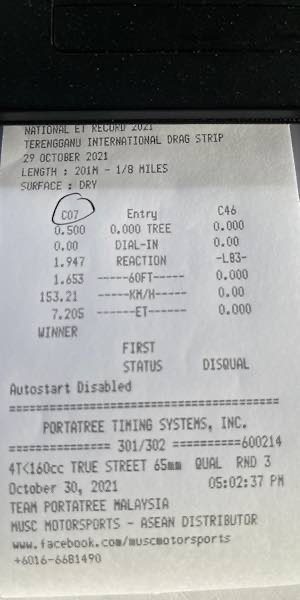 NATIONAL ET RECORD 2021
TERENGGANU INTERNATIONAL DRAG STRIP
29 OCTOBER 2021
LENGTH : 201M - 1/8 MILES
SURFACE : DRY
C07 Entry C46
0.500 0.000 TREE 0.000
0.00 DIAL-IN 0.00
1.947 REACTION -LB3-
1.653 -----60FT----- 0.000
153.21 -----KM/H----- 0.00
7.205 ------ET------ 0.000
WINNER
FIRST
STATUS DISQUAL
Autostart Disabled
========================================
PORTATREE TIMING SYSTEMS, INC.
=============== 301/302 ==========600214
4T<160cc TRUE STREET 65mm QUAL RND 3
October 30, 2021 05:02:37 PM
TEAM PORTATREE MALAYSIA
MUSC MOTORSPORTS - ASEAN DISTRIBUTOR
www.facebook.com/muscmotorsports
+6016-6681490